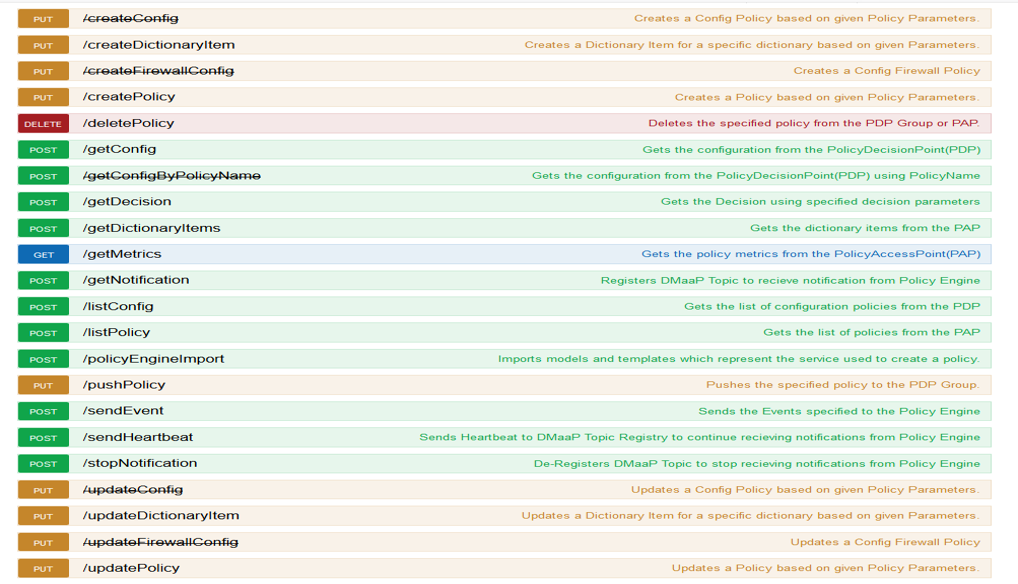 PUT /createConfig Creates a Config Policy based on given Policy Parameters.
PUT /createDictionaryItem Creates a Dictionary Item for a specific dictionary based on given Parameters.
PUT /createFirewallConfig Creates a Config Firewall Policy
PUT /createPolicy Creates a Policy based on given Policy Parameters.
DELETE /deletePolicy Deletes the specified policy from the PDP Group or PAP.
POST /getConfig Gets the configuration from the PolicyDecisionPoint(PDP)
POST /getConfigByPolicyName Gets the configuration from the PolicyDecisionPoint(PDP) using PolicyName
POST /getDecision Gets the Decision using specified decision parameters
POST /getDictionaryItems Gets the dictionary items from the PAP
GET /getMetrics Gets the policy metrics from the PolicyAccessPoint(PAP)
POST /getNotification Registers DMaaP Topic to recieve notification from Policy Engine
POST /listConfig Gets the list of configuration policies from the PDP
POST /listPolicy Gets the list of policies from the PAP
POST /policyEngineImport Imports models and templates which represent the service used to create a policy.
PUT /pushPolicy Pushes the specified policy to the PDP Group.
POST /sendEvent Sends the Events specified to the Policy Engine
POST /sendHeartbeat Sends Heartbeat to DMaaP Topic Registry to continue recieving notifications from Policy Engine
POST /stopNotification De-Registers DMaaP Topic to stop recieving notifications from Policy Engine
PUT /updateConfig Updates a Config Policy based on given Policy Parameters.
PUT /updateDictionaryItem Updates a Dictionary Item for a specific dictionary based on given Parameters.
PUT /updateFirewallConfig Updates a Config Firewall Policy
PUT /updatePolicy Updates a Policy based on given Policy Parameters.